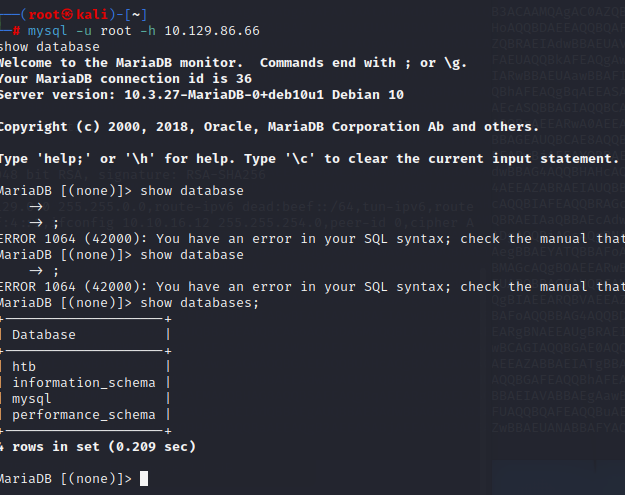 ──(root㉿kali)-[~]
─# mysql -u root -h 10.129.86.66
show database
Welcome to the MariaDB monitor.  Commands end with ; or \g.
Your MariaDB connection id is 36
Server version: 10.3.27-MariaDB-0+deb10u1 Debian 10
Copyright (c) 2000, 2018, Oracle, MariaDB Corporation Ab and others.
Type 'help;' or '\h' for help. Type '\c' to clear the current input statement.
MariaDB [(none)]> show database
    ->
    -> ;
ERROR 1064 (42000): You have an error in your SQL syntax; check the manual that
MariaDB [(none)]> show database
    -> ;
ERROR 1064 (42000): You have an error in your SQL syntax; check the manual that
MariaDB [(none)]> show databases;
+--------------------+
| Database           |
+--------------------+
| htb                |
| information_schema |
| mysql              |
| performance_schema |
+--------------------+
4 rows in set (0.209 sec)
MariaDB [(none)]>